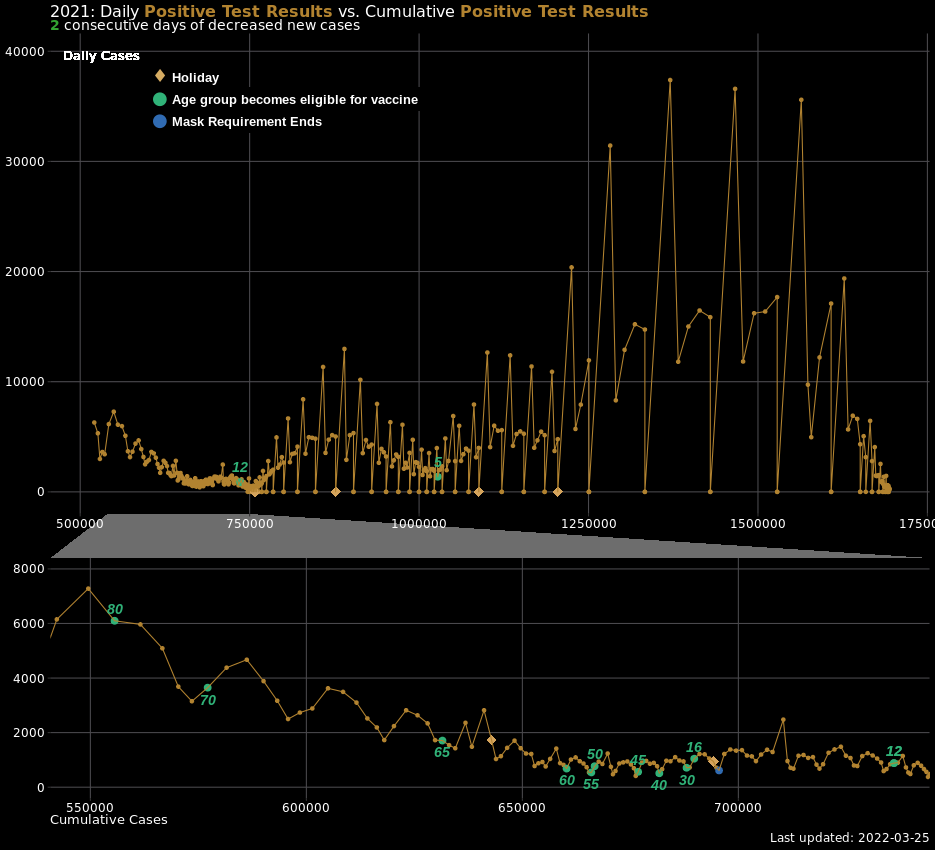 2021: Daily Positive Test Results vs. Cumulative Positive Test Results
2 consecutive days of decreased new cases
40000
Daily Cases
Holiday
Age group becomes eligible for vaccine
Mask Requirement Ends
30000
20000
10000
12
5
0
500000 750000 1000000 1250000 1500000 17500
8000
80
6000
4000
70
2000
65
60
55
50
45
40
30
16
12
0
550000 600000 650000 700000
Cumulative Cases
Last updated: 2022-03-25